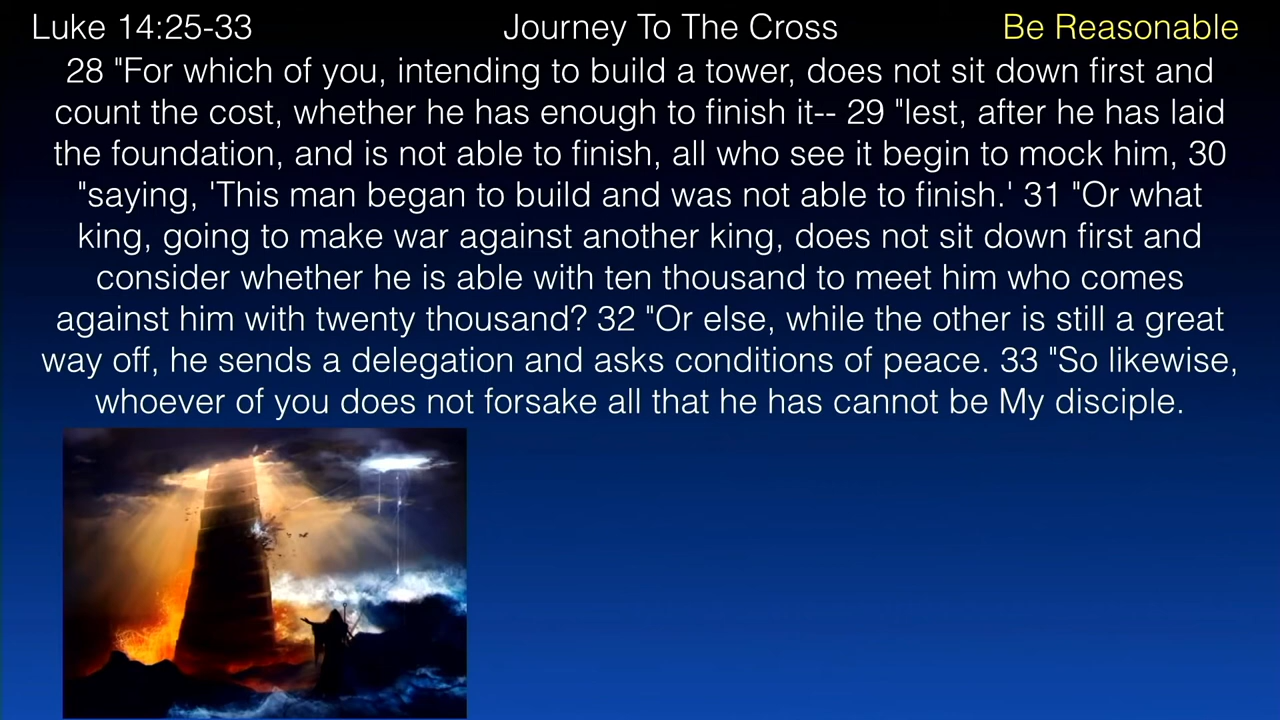 Luke 14:25-33 Journey To The Cross Be Reasonable
28 "For which of you, intending to build a tower, does not sit down first and
count the cost, whether he has enough to finish it-- 29 "lest, after he has laid
the foundation, and is not able to finish, all who see it begin to mock him, 30
"saying, 'This man began to build and was not able to finish.' 31 "Or what
king, going to make war against another king, does not sit down first and
consider whether he is able with ten thousand to meet him who comes
against him with twenty thousand? 32 "Or else, while the other is still a great
way off, he sends a delegation and asks conditions of peace. 33 "So likewise,
whoever of you does not forsake all that he has cannot be My disciple.